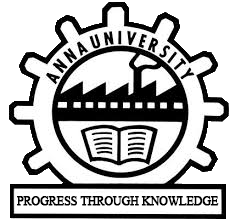 ANNA UNIVERSITY
PROGRESS THROUGH KNOWLEDGE